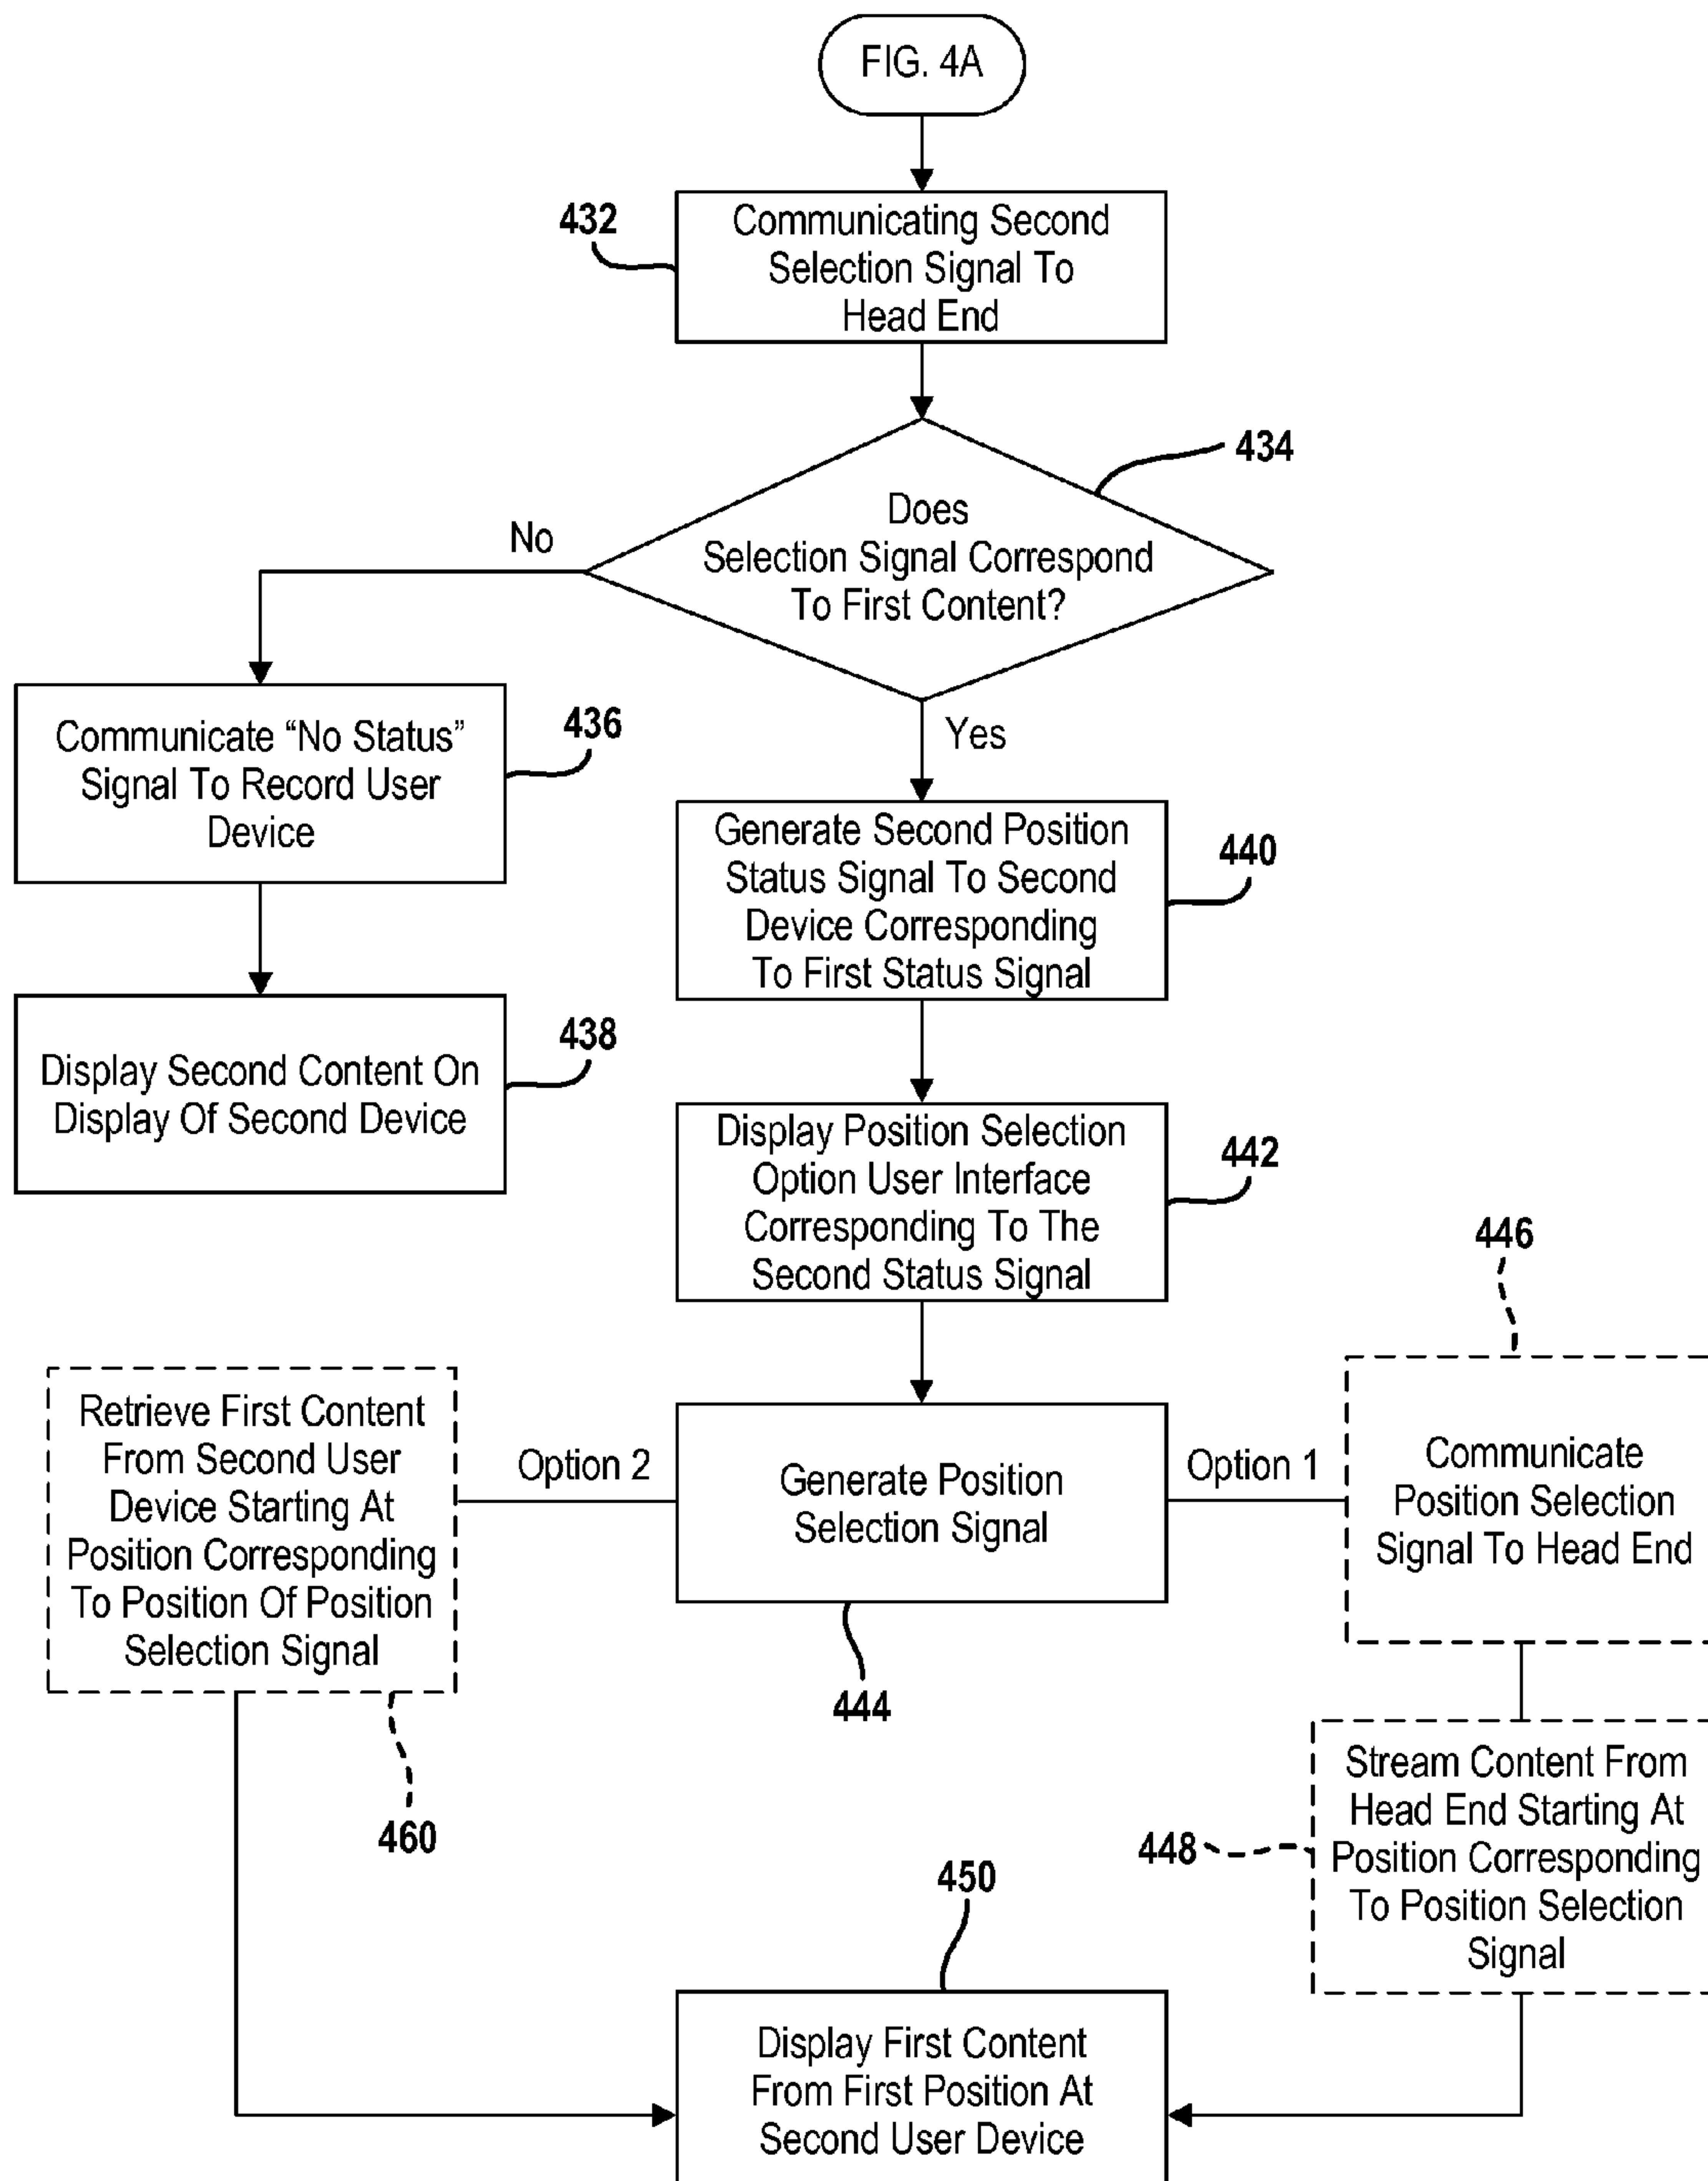 FIG. 4A
432
Communicating Second
Selection Signal To
Head End
434
Does
Selection Signal Correspond
To First Content?
No
Yes
Communicate “No Status”
Signal To Record User
Device
436
Generate Second Position
Status Signal To Second
Device Corresponding
To First Status Signal
440
Display Second Content On
Display Of Second Device
438
Display Position Selection
Option User Interface
Corresponding To The
Second Status Signal
442
446
Retrieve First Content
From Second User
Device Starting At
Position Corresponding
To Position Of Position
Selection Signal
Option 2
Generate Position
Selection Signal
Option 1
Communicate
Position Selection
Signal To Head End
444
460
448
Stream Content From
Head End Starting At
Position Corresponding
To Position Selection
Signal
450
Display First Content
From First Position At
Second User Device